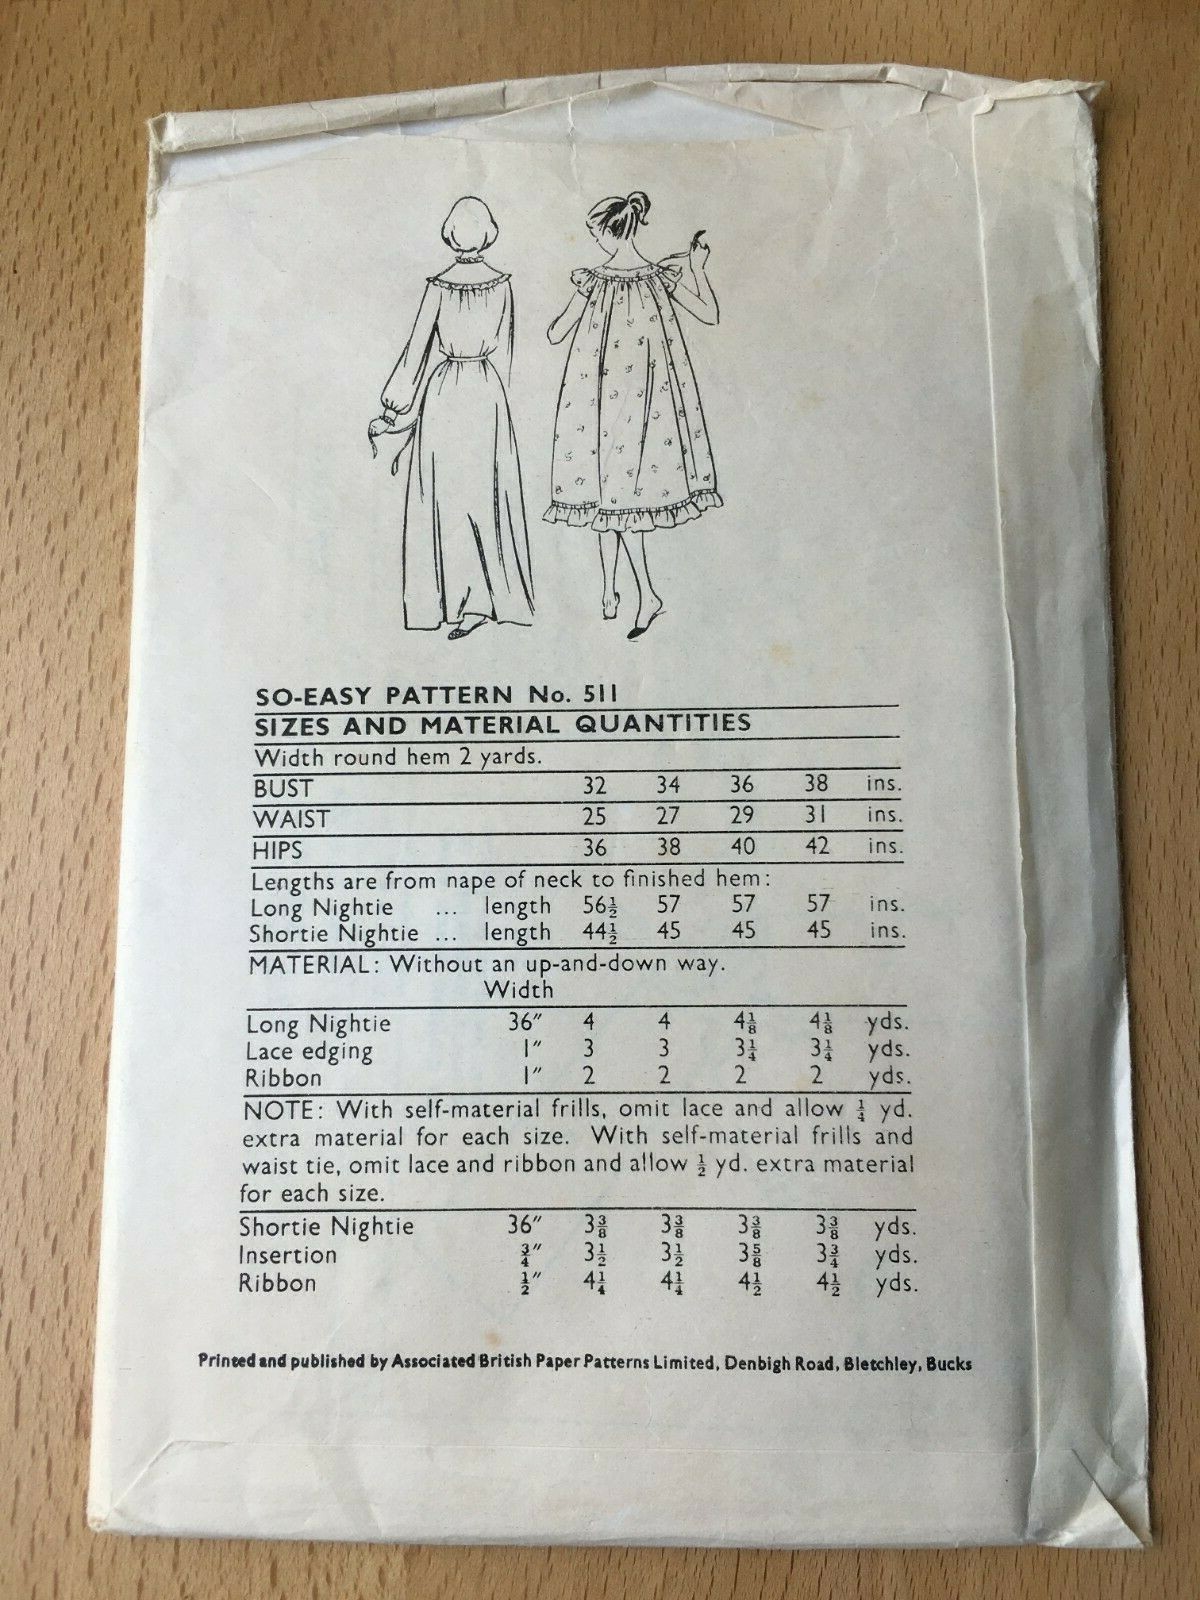 SO-EASY PATTERN No. 511
SIZES AND MATERIAL QUANTITIES
Width round hem 2 yards.
BUST 32 34 36 38 ins.
WAIST 25 27 29 31 ins.
HIPS 36 38 40 42 ins.
Lengths are from nape of neck to finished hem:
Long Nightie ... length 56½ 57 57 57 ins.
Shortie Nightie ... length 44½ 45 45 45 ins.
MATERIAL: Without an up-and-down way.
Width
Long Nightie 36" 4 4 4⅛ 4⅛ yds.
Lace edging 1" 3 3 3¼ 3¼ yds.
Ribbon 1" 2 2 2 2 yds.
NOTE: With self-material frills, omit lace and allow ¼ yd.
extra material for each size. With self-material frills and
waist tie, omit lace and ribbon and allow ½ yd. extra material
for each size.
Shortie Nightie 36" 3⅜ 3⅜ 3⅜ 3⅜ yds.
Insertion ¾" 3½ 3½ 3⅝ 3¾ yds.
Ribbon ½" 4¼ 4¼ 4½ 4½ yds.
Printed and published by Associated British Paper Patterns Limited, Denbigh Road, Bletchley, Bucks